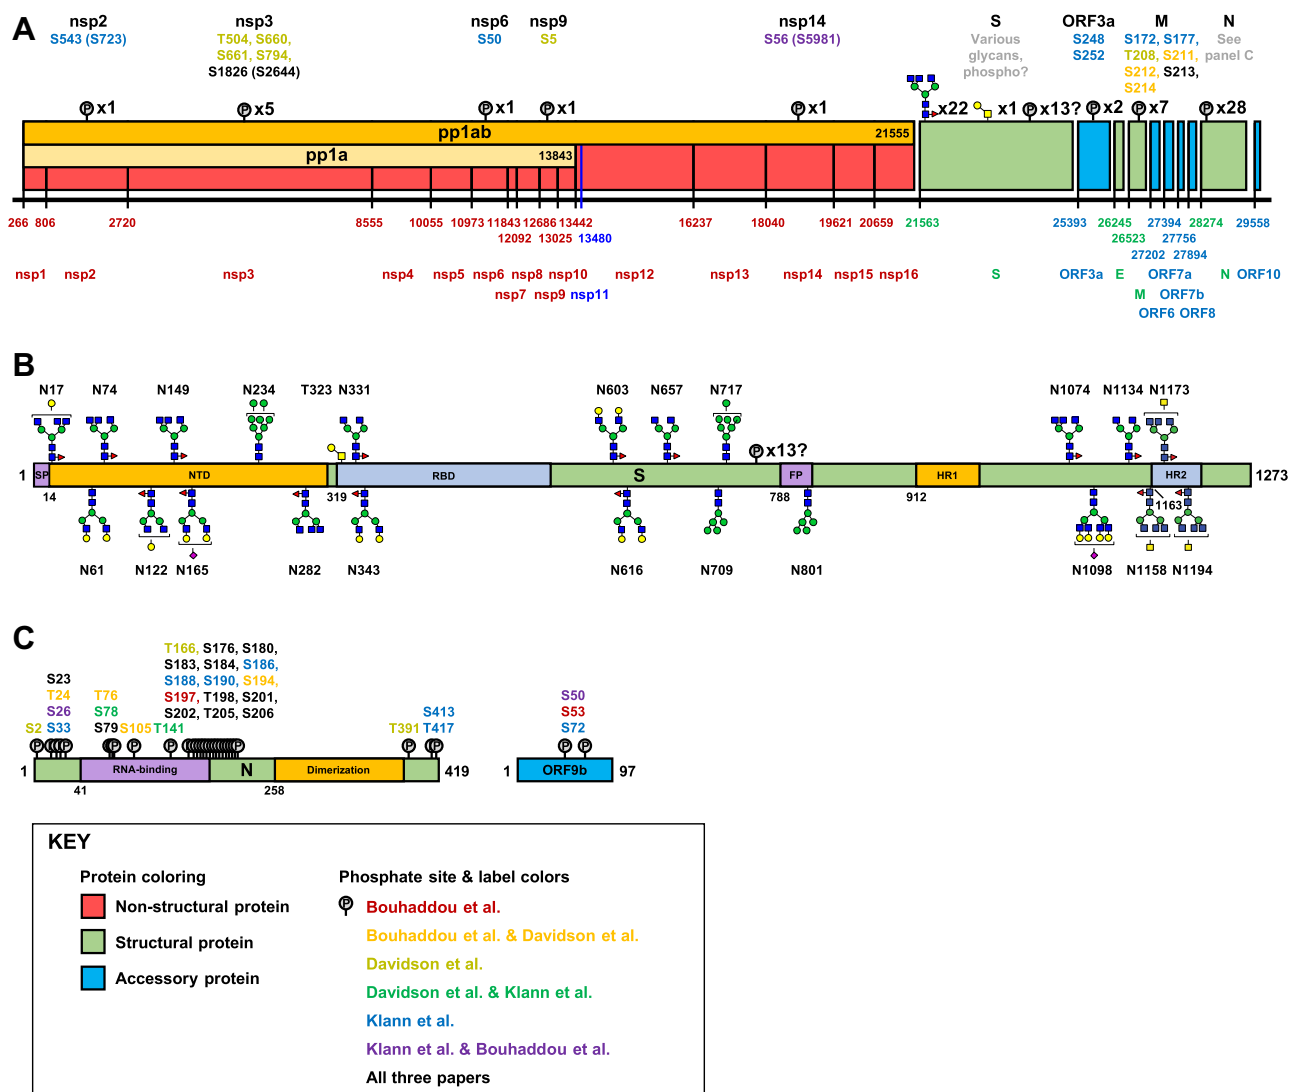 A
nsp2 nsp3 nsp6 nsp9 nsp14 S ORF3a M N
S543 (S723) T504, S660, S50 S5 S56 (S5981) Various S248 S172, S177, See
S661, S794, glycans, S252 T208, S211, panel C
S1826 (S2644) phospho? S212, S213,
S214
P x1 P x5 P x1 P x1 P x1 x22 x1 P x13? P x2 P x7 P x28
pp1ab 21555
pp1a 13843
266 806 2720 8555 10055 10973 11843 12686 13442 16237 18040 19621 20659 21563 25393 26245 27394 28274 29558
12092 13025 13480 26523 27756
27202 27894
nsp1 nsp2 nsp3 nsp4 nsp5 nsp6 nsp8 nsp10 nsp12 nsp13 nsp14 nsp15 nsp16 S ORF3a E ORF7a N ORF10
nsp7 nsp9 nsp11 M ORF7b
ORF6 ORF8
B
N17 N74 N149 N234 T323 N331 N603 N657 N717 N1074 N1134 N1173
P x13?
1 SP NTD RBD S FP HR1 HR2 1273
14 319 788 912 1163
N61 N122 N165 N282 N343 N616 N709 N801 N1098 N1158 N1194
C
T166, S176, S180,
S183, S184, S186,
S23 S188, S190, S194,
T24 T76 S197, T198, S201, S50
S26 S78 S202, T205, S206 S413 S53
S2 S33 S79 S105 T141 T391 T417 S72
P P P P P P P P P P
1 RNA-binding N Dimerization 419 1 ORF9b 97
41 258
KEY
Protein coloring Phosphate site & label colors
Non-structural protein P Bouhaddou et al.
Bouhaddou et al. & Davidson et al.
Structural protein
Davidson et al.
Accessory protein
Davidson et al. & Klann et al.
Klann et al.
Klann et al. & Bouhaddou et al.
All three papers